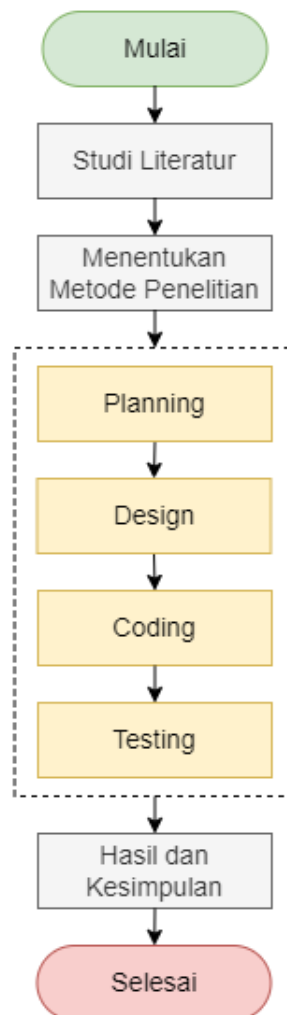 Mulai
Studi Literatur
Menentukan
Metode Penelitian
Planning
Design
Coding
Testing
Hasil dan
Kesimpulan
Selesai